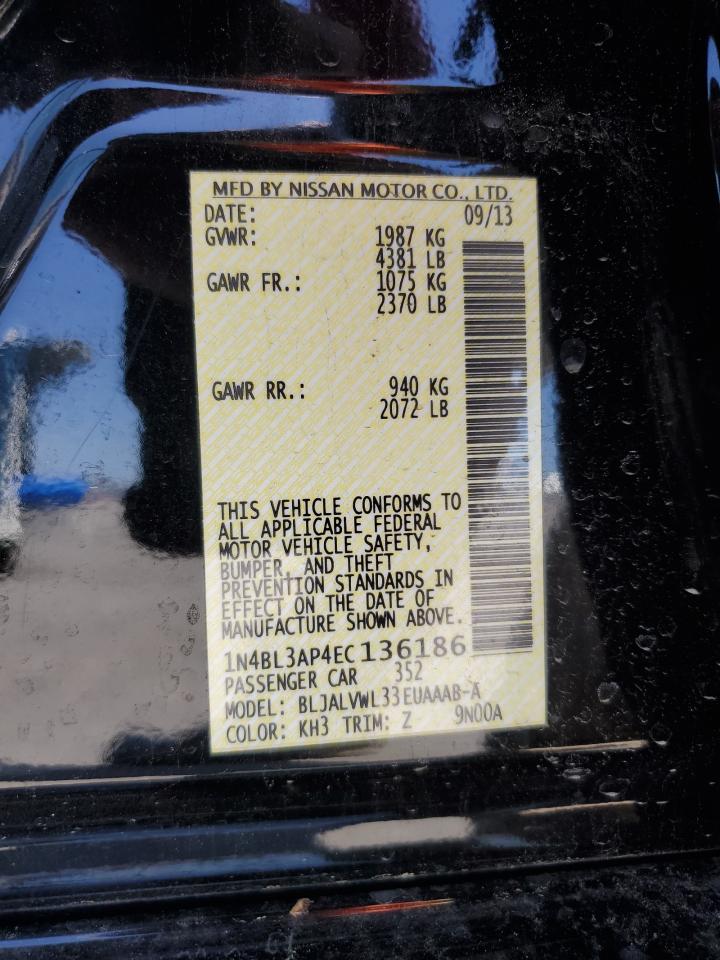 MFD BY NISSAN MOTOR CO., LTD.
DATE: 09/13
GVWR: 1987 KG
4381 LB
GAWR FR.: 1075 KG
2370 LB
GAWR RR.: 940 KG
2072 LB
THIS VEHICLE CONFORMS TO
ALL APPLICABLE FEDERAL
MOTOR VEHICLE SAFETY,
BUMPER, AND THEFT
PREVENTION STANDARDS IN
EFFECT ON THE DATE OF
MANUFACTURE SHOWN ABOVE.
1N4BL3AP4EC136186
PASSENGER CAR 352
MODEL: BLJALVWL33EUAAAB-A
COLOR: KH3 TRIM: Z 9N00A